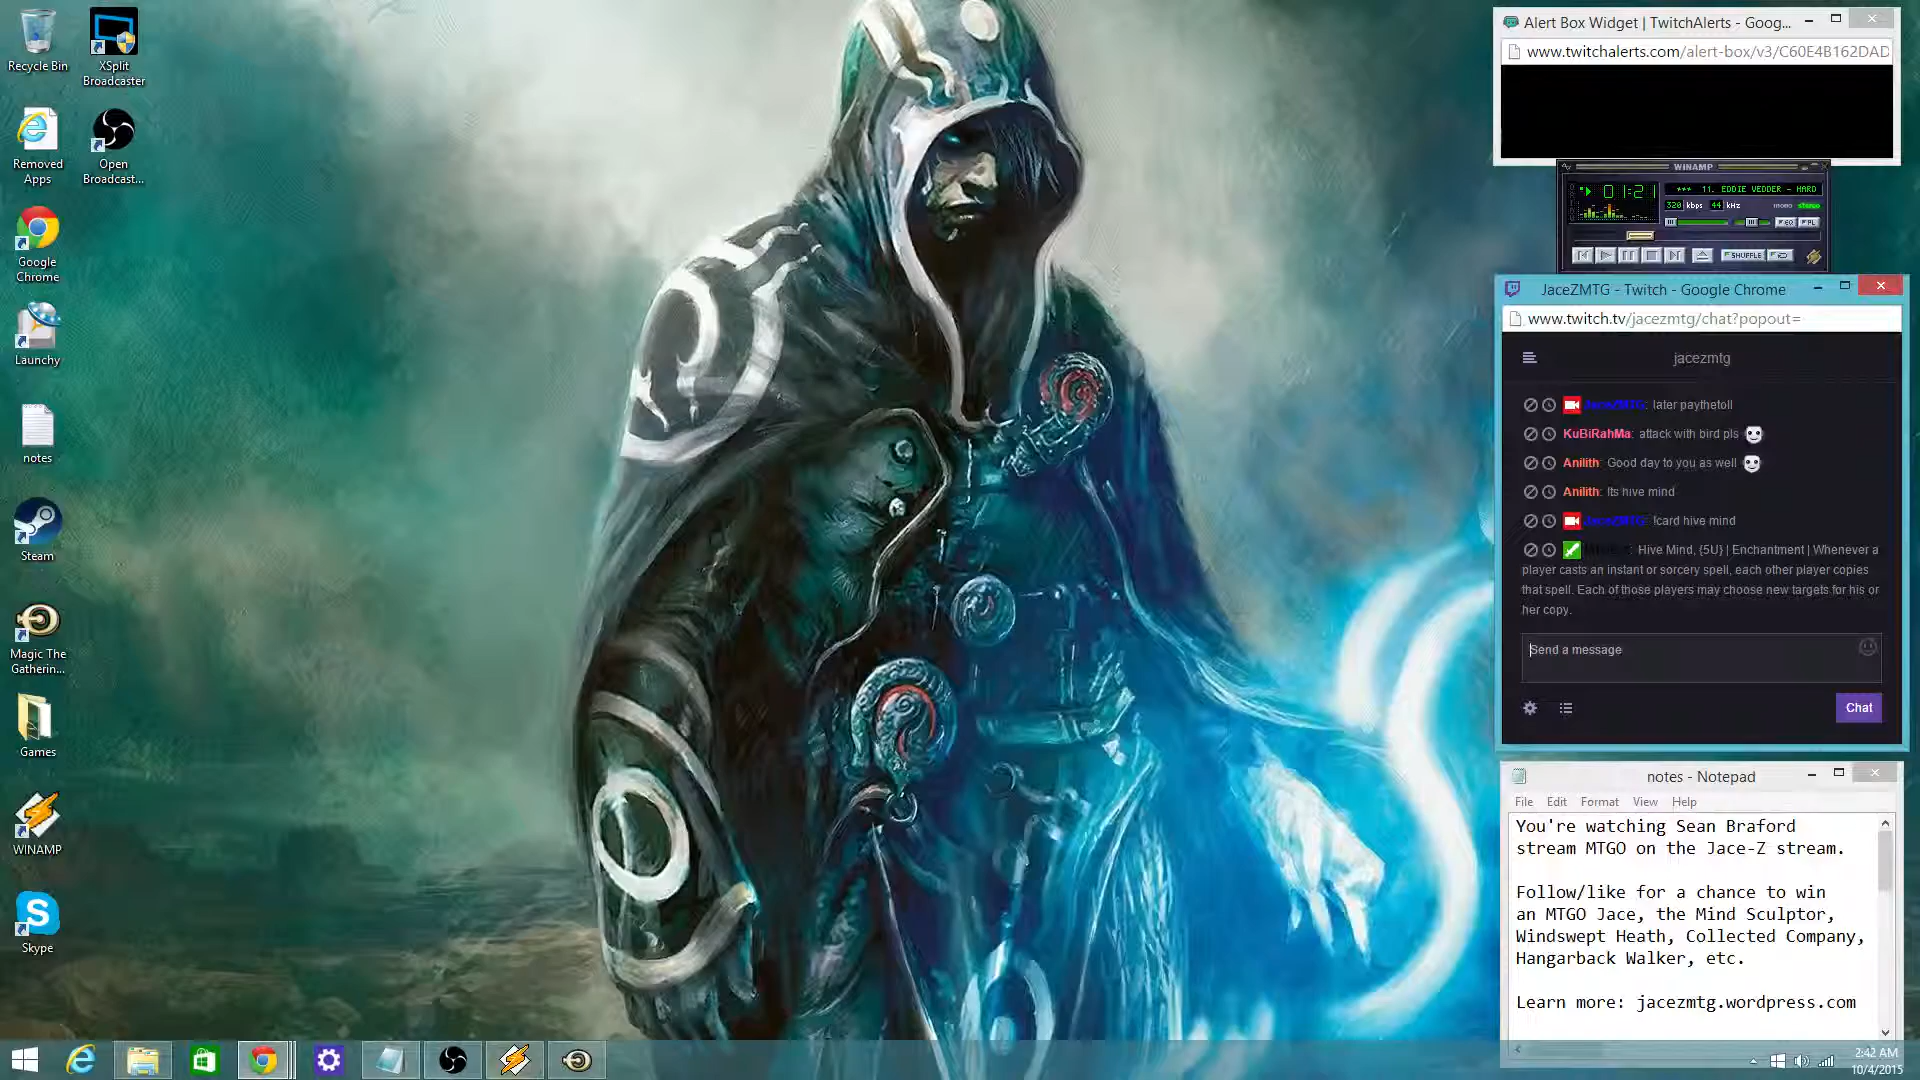 Recycle Bin
XSplit
Broadcaster
Removed
Apps
Open
Broadcast...
Google
Chrome
Launchy
notes
Steam
Magic The
Gatherin...
Games
WINAMP
Skype
Alert Box Widget | TwitchAlerts - Goog...
www.twitchalerts.com/alert-box/v3/C60E4B162DAD
WINAMP
01:21
*** 11. EDDIE VEDDER - HARD
320 kbps 44 kHz mono stereo
EQ PL
SHUFFLE
JaceZMTG - Twitch - Google Chrome
www.twitch.tv/jacezmtg/chat?popout=
jacezmtg
JaceZMTG: later paythetoll
KuBiRahMa: attack with bird pls
Anilith: Good day to you as well
Anilith: Its hive mind
JaceZMTG: !card hive mind
: Hive Mind, {5U} | Enchantment | Whenever a
player casts an instant or sorcery spell, each other player copies
that spell. Each of those players may choose new targets for his or
her copy.
Send a message
Chat
notes - Notepad
File Edit Format View Help
You're watching Sean Braford
stream MTGO on the Jace-Z stream.
Follow/like for a chance to win
an MTGO Jace, the Mind Sculptor,
Windswept Heath, Collected Company,
Hangarback Walker, etc.
Learn more: jacezmtg.wordpress.com
2:42 AM
10/4/2015